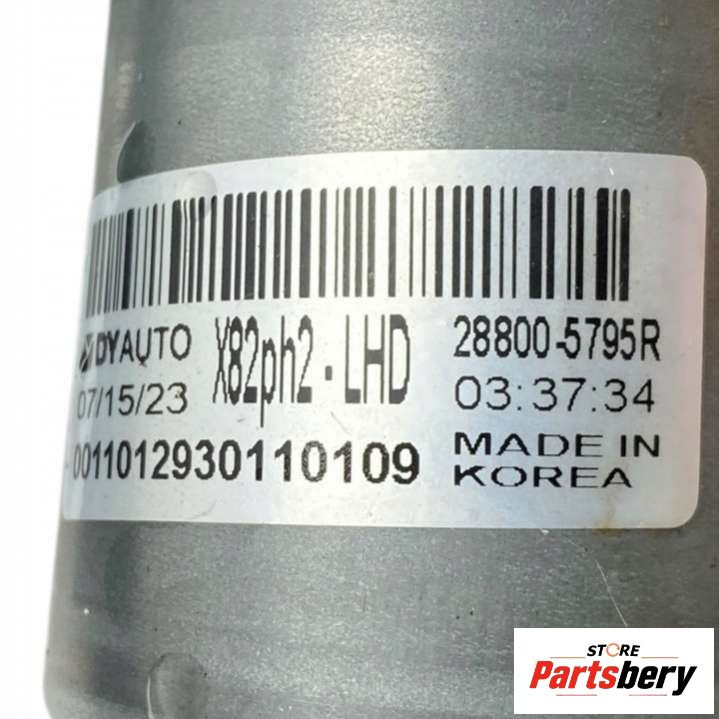 DYAUTO X82ph2-LHD 28800-5795R
07/15/23 03:37:34
0011012930110109 MADE IN
KOREA
STORE
Partsbery